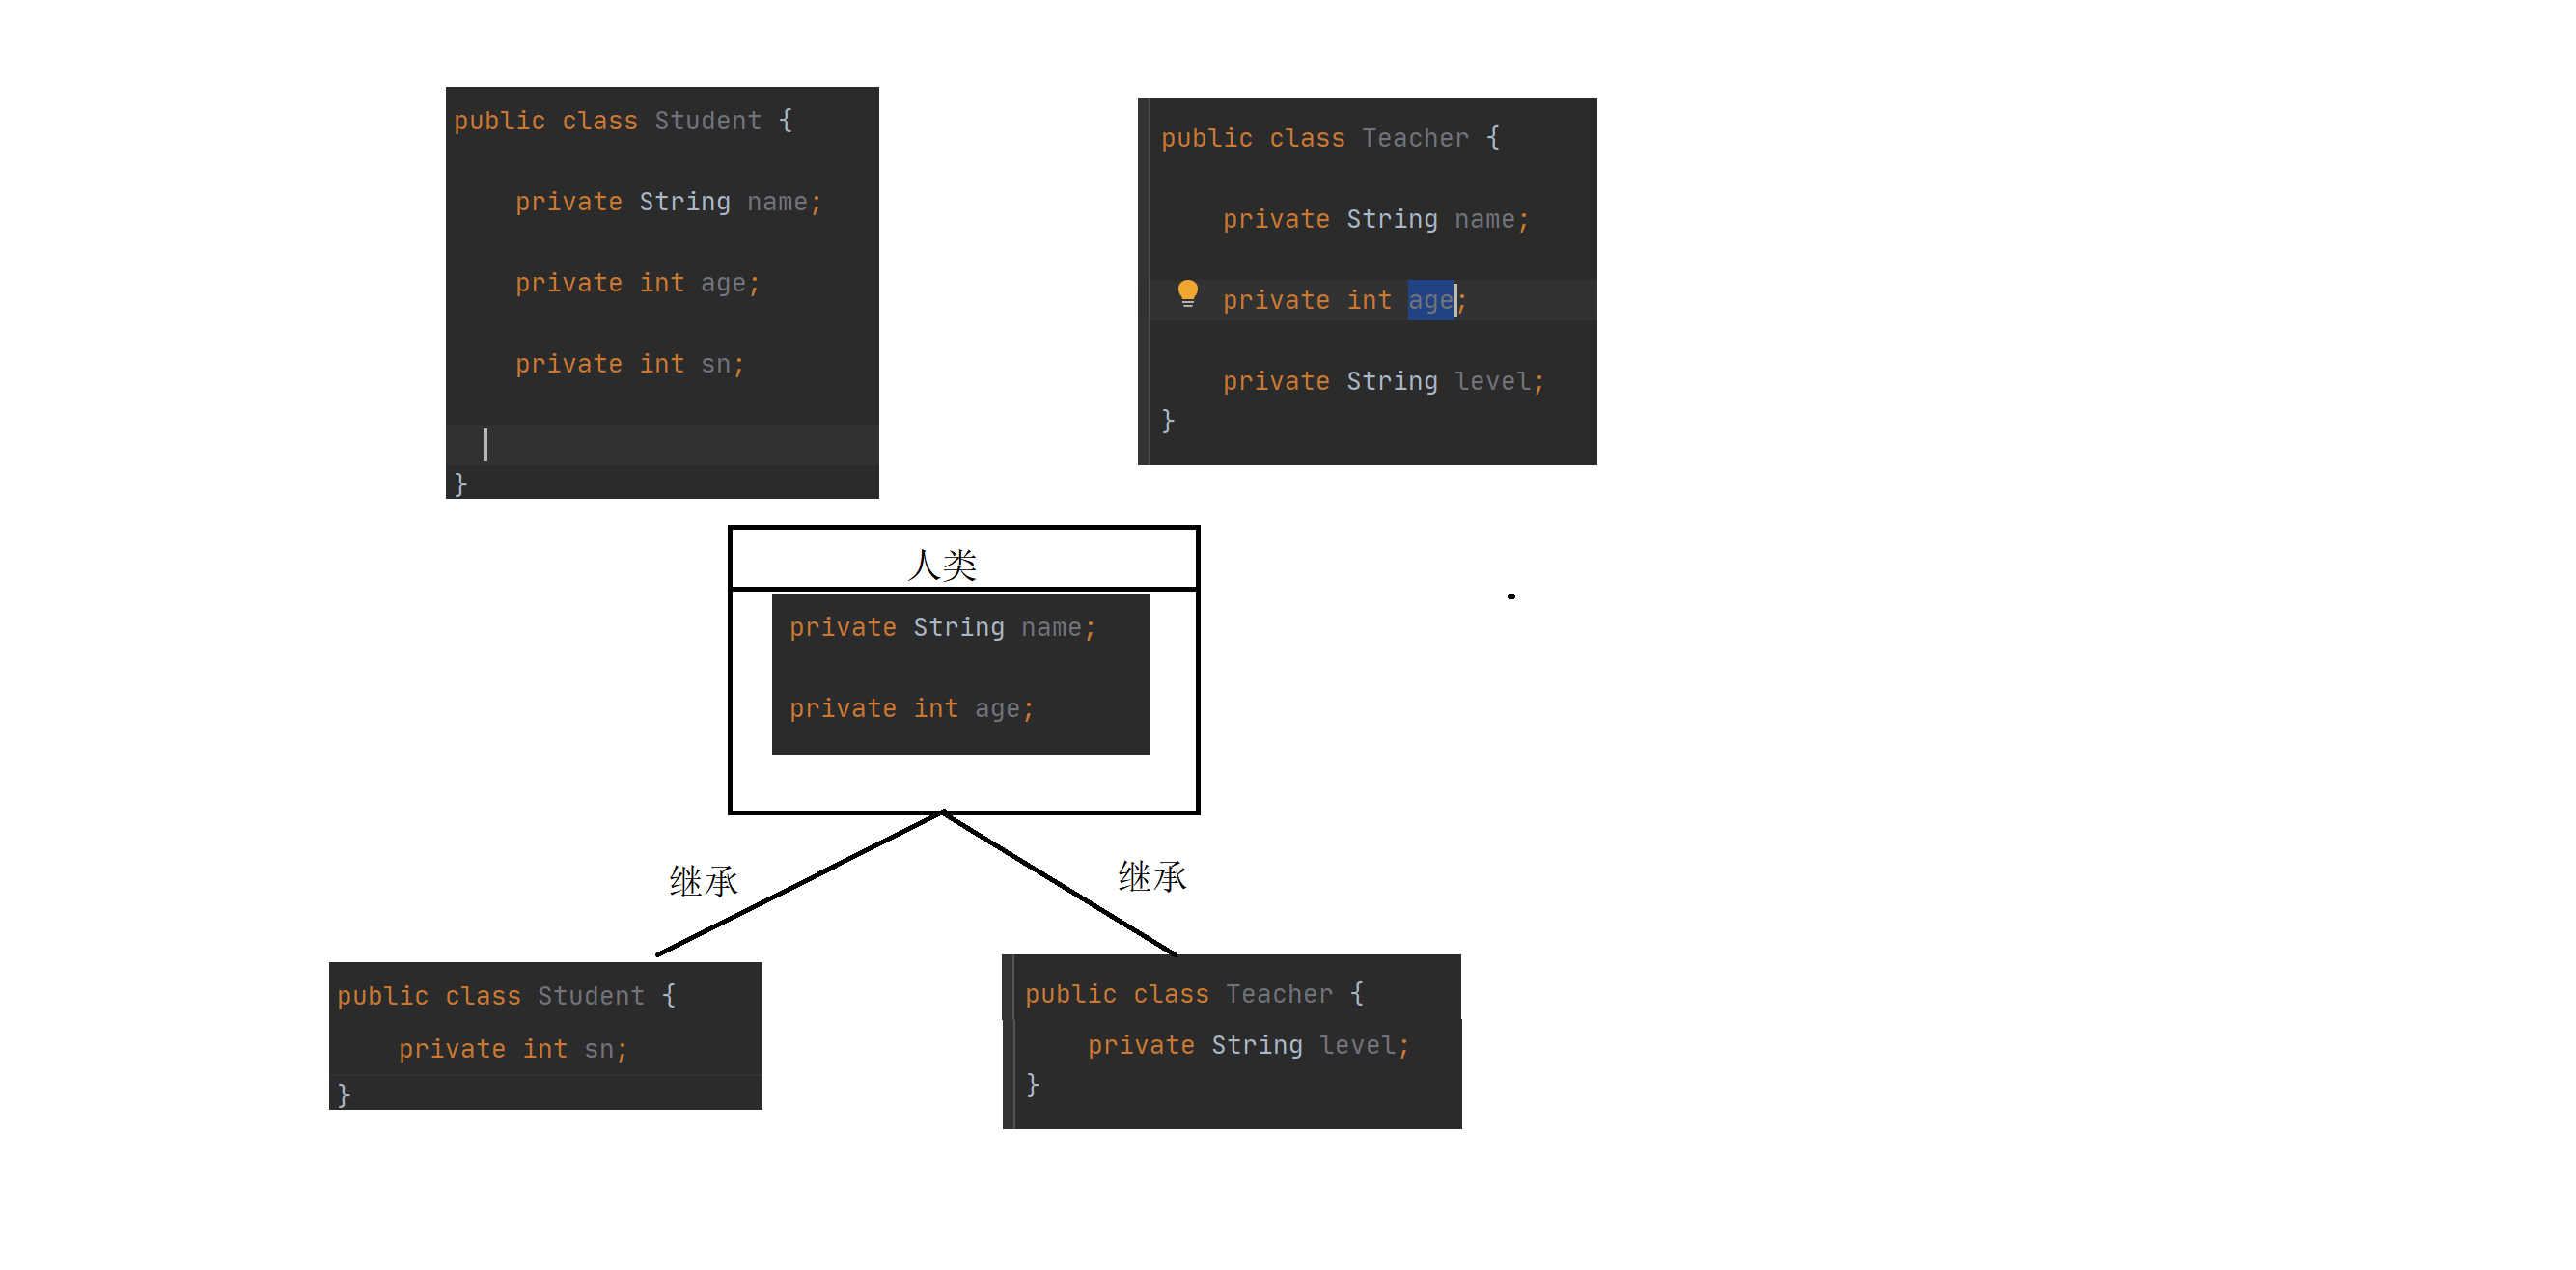 public class Student {
private String name;
private int age;
private int sn;
}
public class Teacher {
private String name;
private int age;
private String level;
}
人类
private String name;
private int age;
继承
继承
public class Student {
private int sn;
}
public class Teacher {
private String level;
}